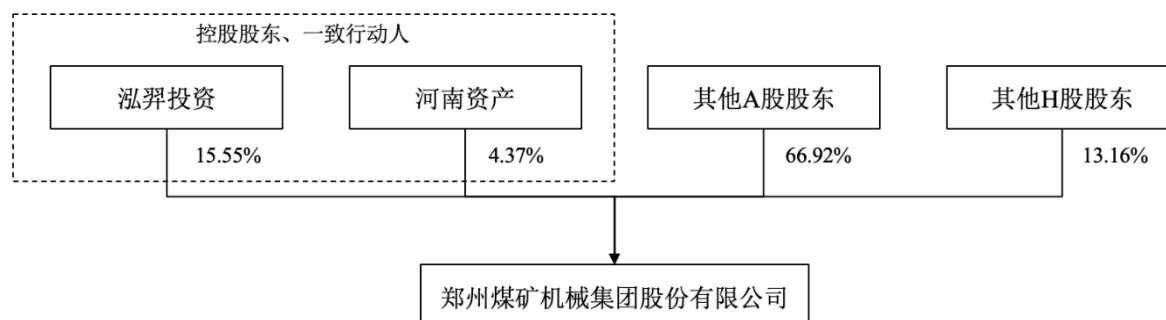 控股股东、一致行动人
泓羿投资
河南资产
其他A股股东
其他H股股东
15.55%
4.37%
66.92%
13.16%
郑州煤矿机械集团股份有限公司